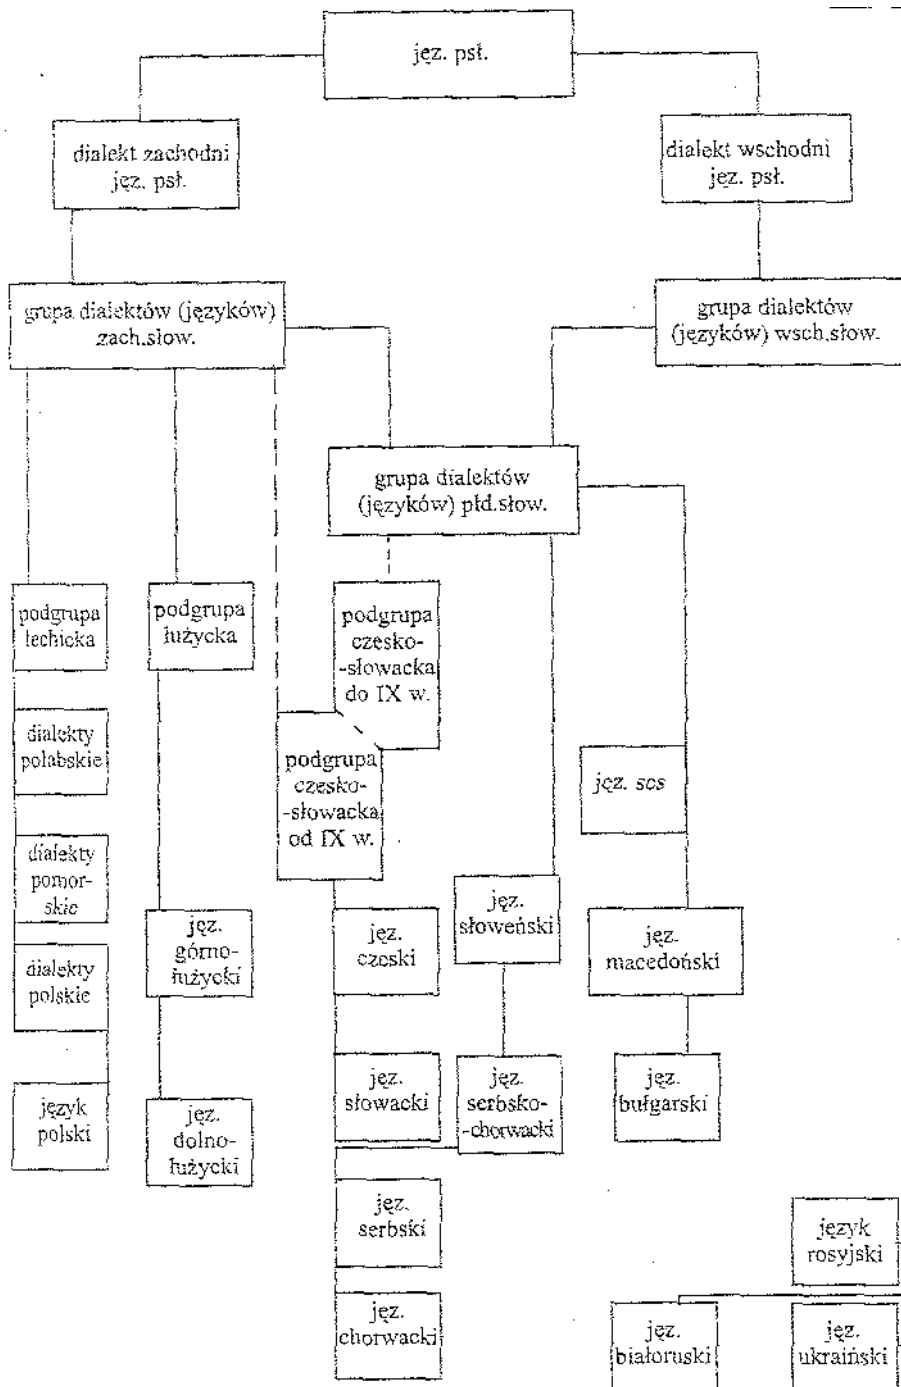 jęz. psł.
dialekt zachodni
jęz. psł.
dialekt wschodni
jęz. psł.
grupa dialektów (języków)
zach.słow.
grupa dialektów
(języków) wsch.słow.
grupa dialektów
(języków) płd.słow.
podgrupa
lechicka
podgrupa
łużycka
podgrupa
czesko-
-słowacka
do IX w.
dialekty
połabskie
podgrupa
czesko-
-słowacka
od IX w.
jęz. scs
dialekty
pomor-
skie
jęz.
górno-
łużycki
jęz.
czeski
jęz.
słoweński
jęz.
macedoński
dialekty
polskie
język
polski
jęz.
dolno-
łużycki
jęz.
słowacki
jęz.
serbsko-
-chorwacki
jęz.
bułgarski
jęz.
serbski
język
rosyjski
jęz.
chorwacki
jęz.
białoruski
jęz.
ukraiński